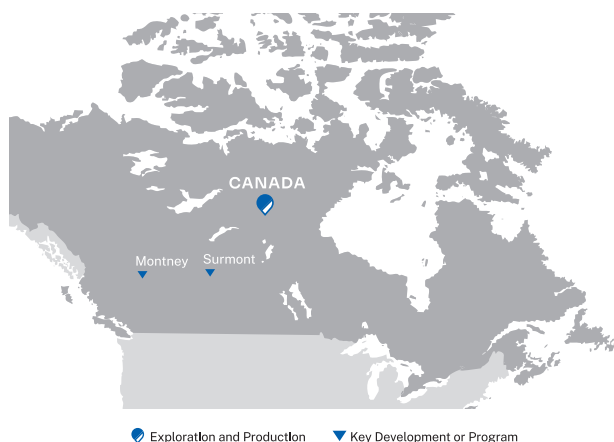 CANADA
Montney
Surmont
Exploration and Production
Key Development or Program